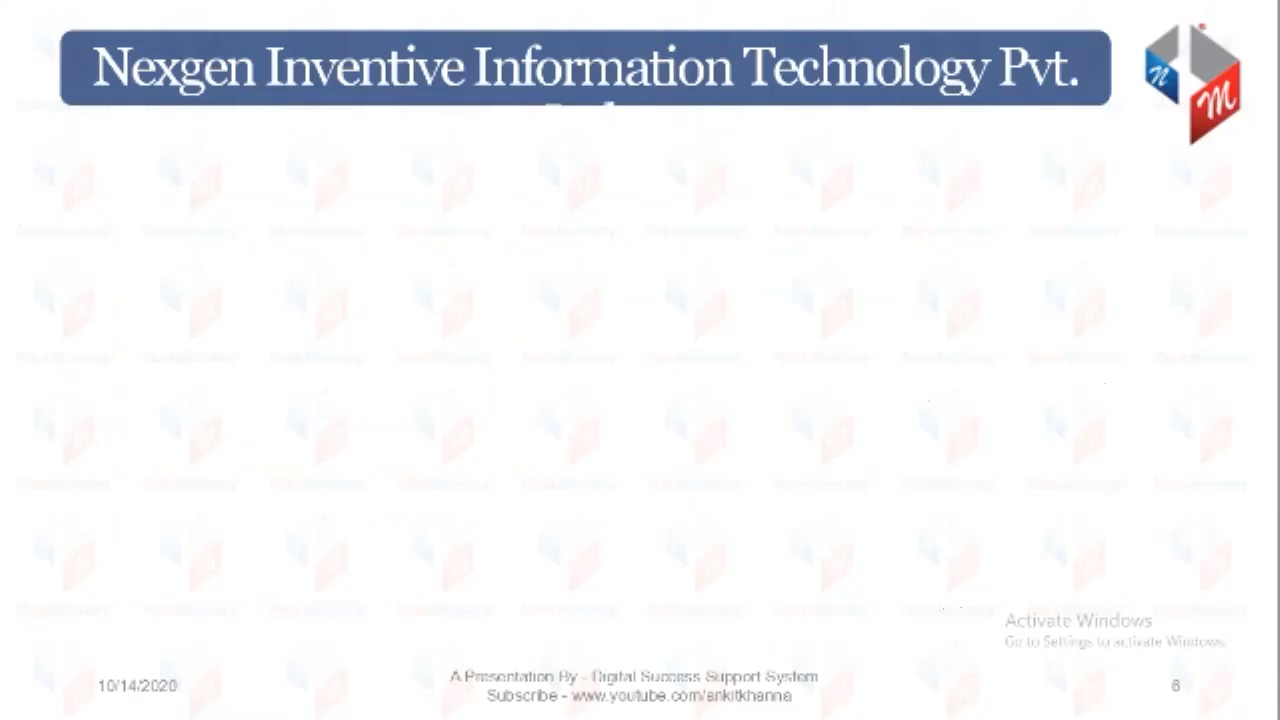 Nexgen Inventive Information Technology Pvt.
n
m
Activate Windows
Go to Settings to activate Windows.
10/14/2020
A Presentation By - Digital Success Support System
Subscribe - www.youtube.com/ankitkhanna
6